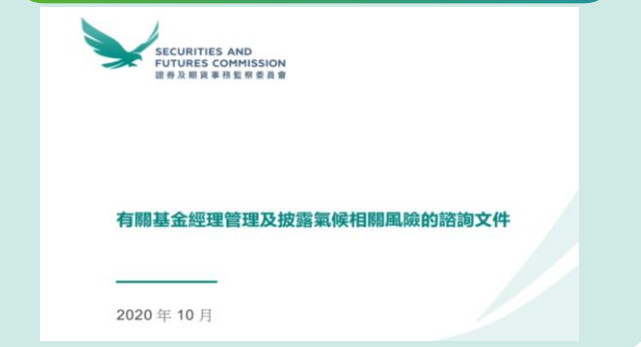 SECURITIES AND
FUTURES COMMISSION
證券及期貨事務監察委員會
有關基金經理管理及披露氣候相關風險的諮詢文件
2020 年 10 月